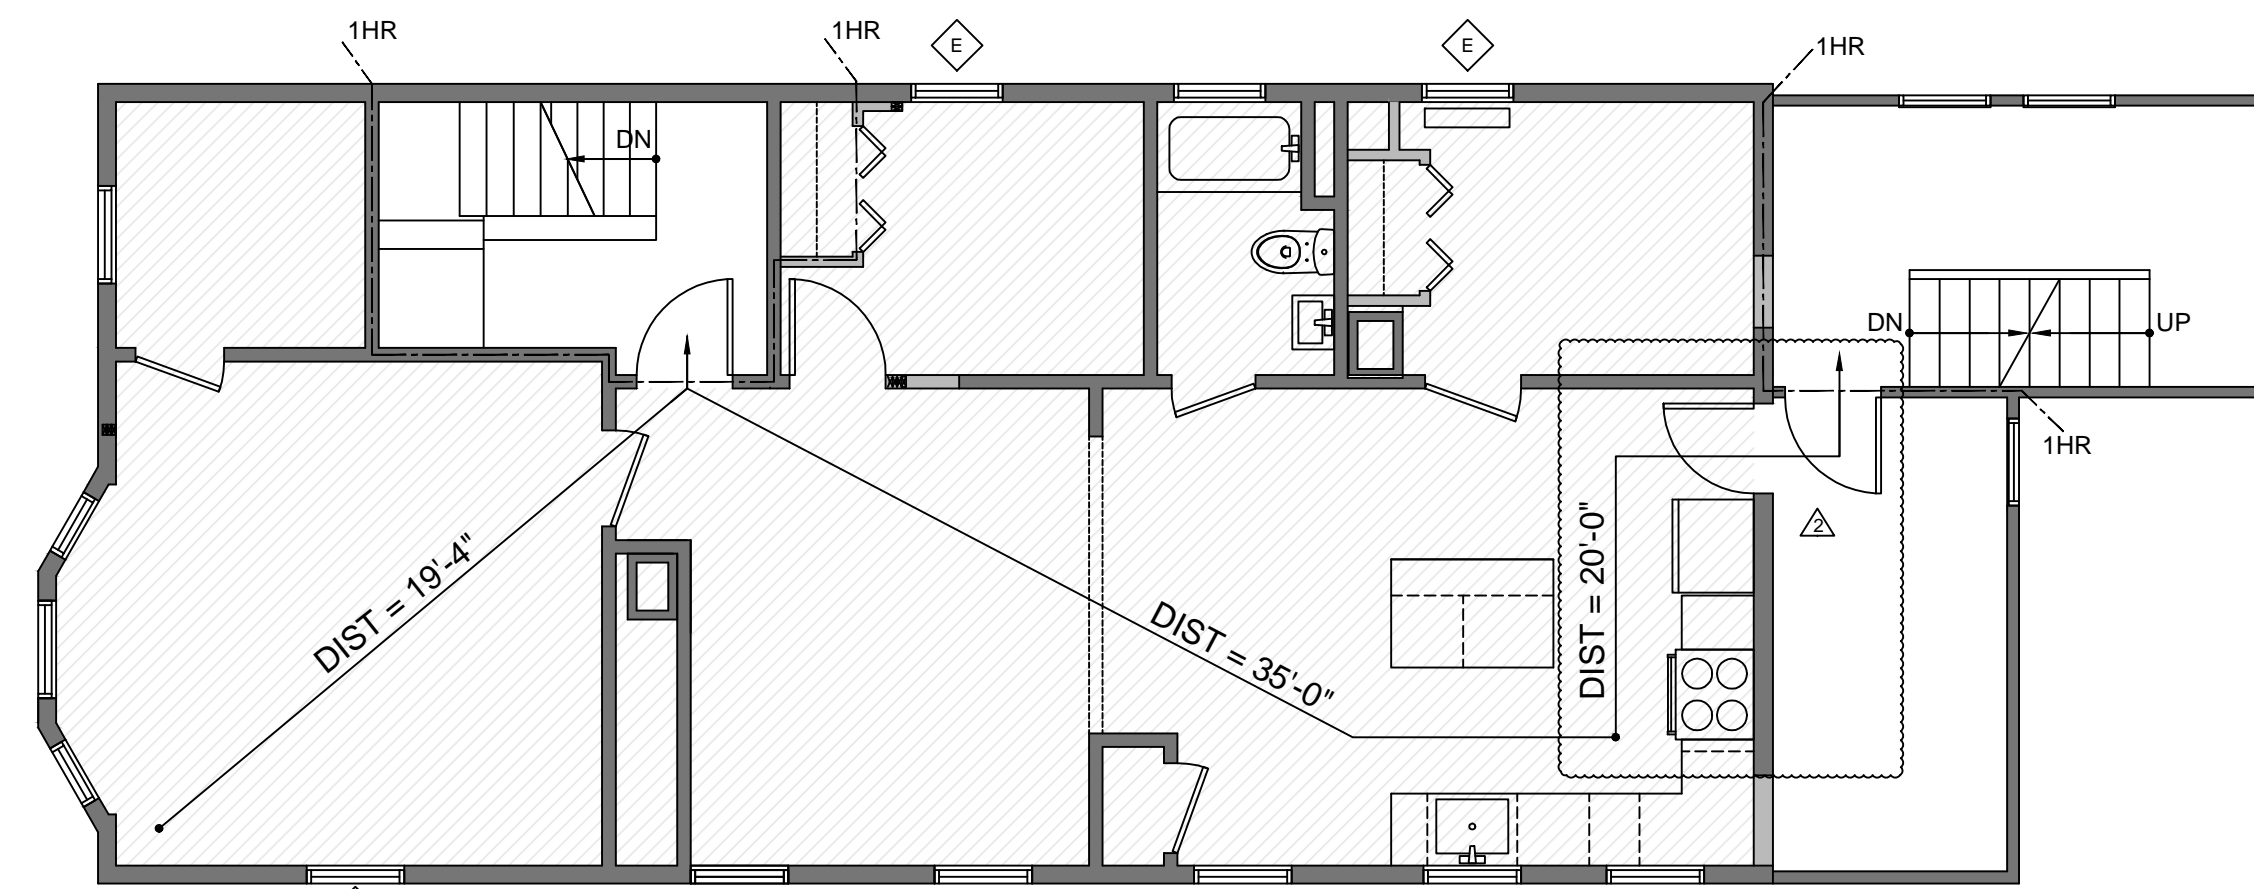 1HR
1HR
E
E
1HR
DN
DN
UP
1HR
2
DIST = 19'-4"
DIST = 35'-0"
DIST = 20'-0"